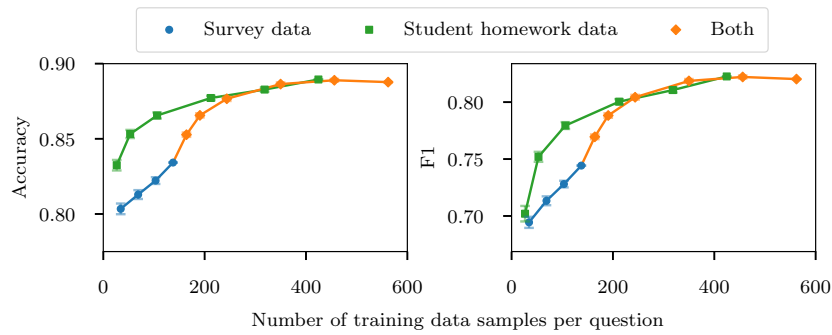 Survey data Student homework data Both
Accuracy
0.90
0.85
0.80
0 200 400 600
F1
0.80
0.75
0.70
0 200 400 600
Number of training data samples per question